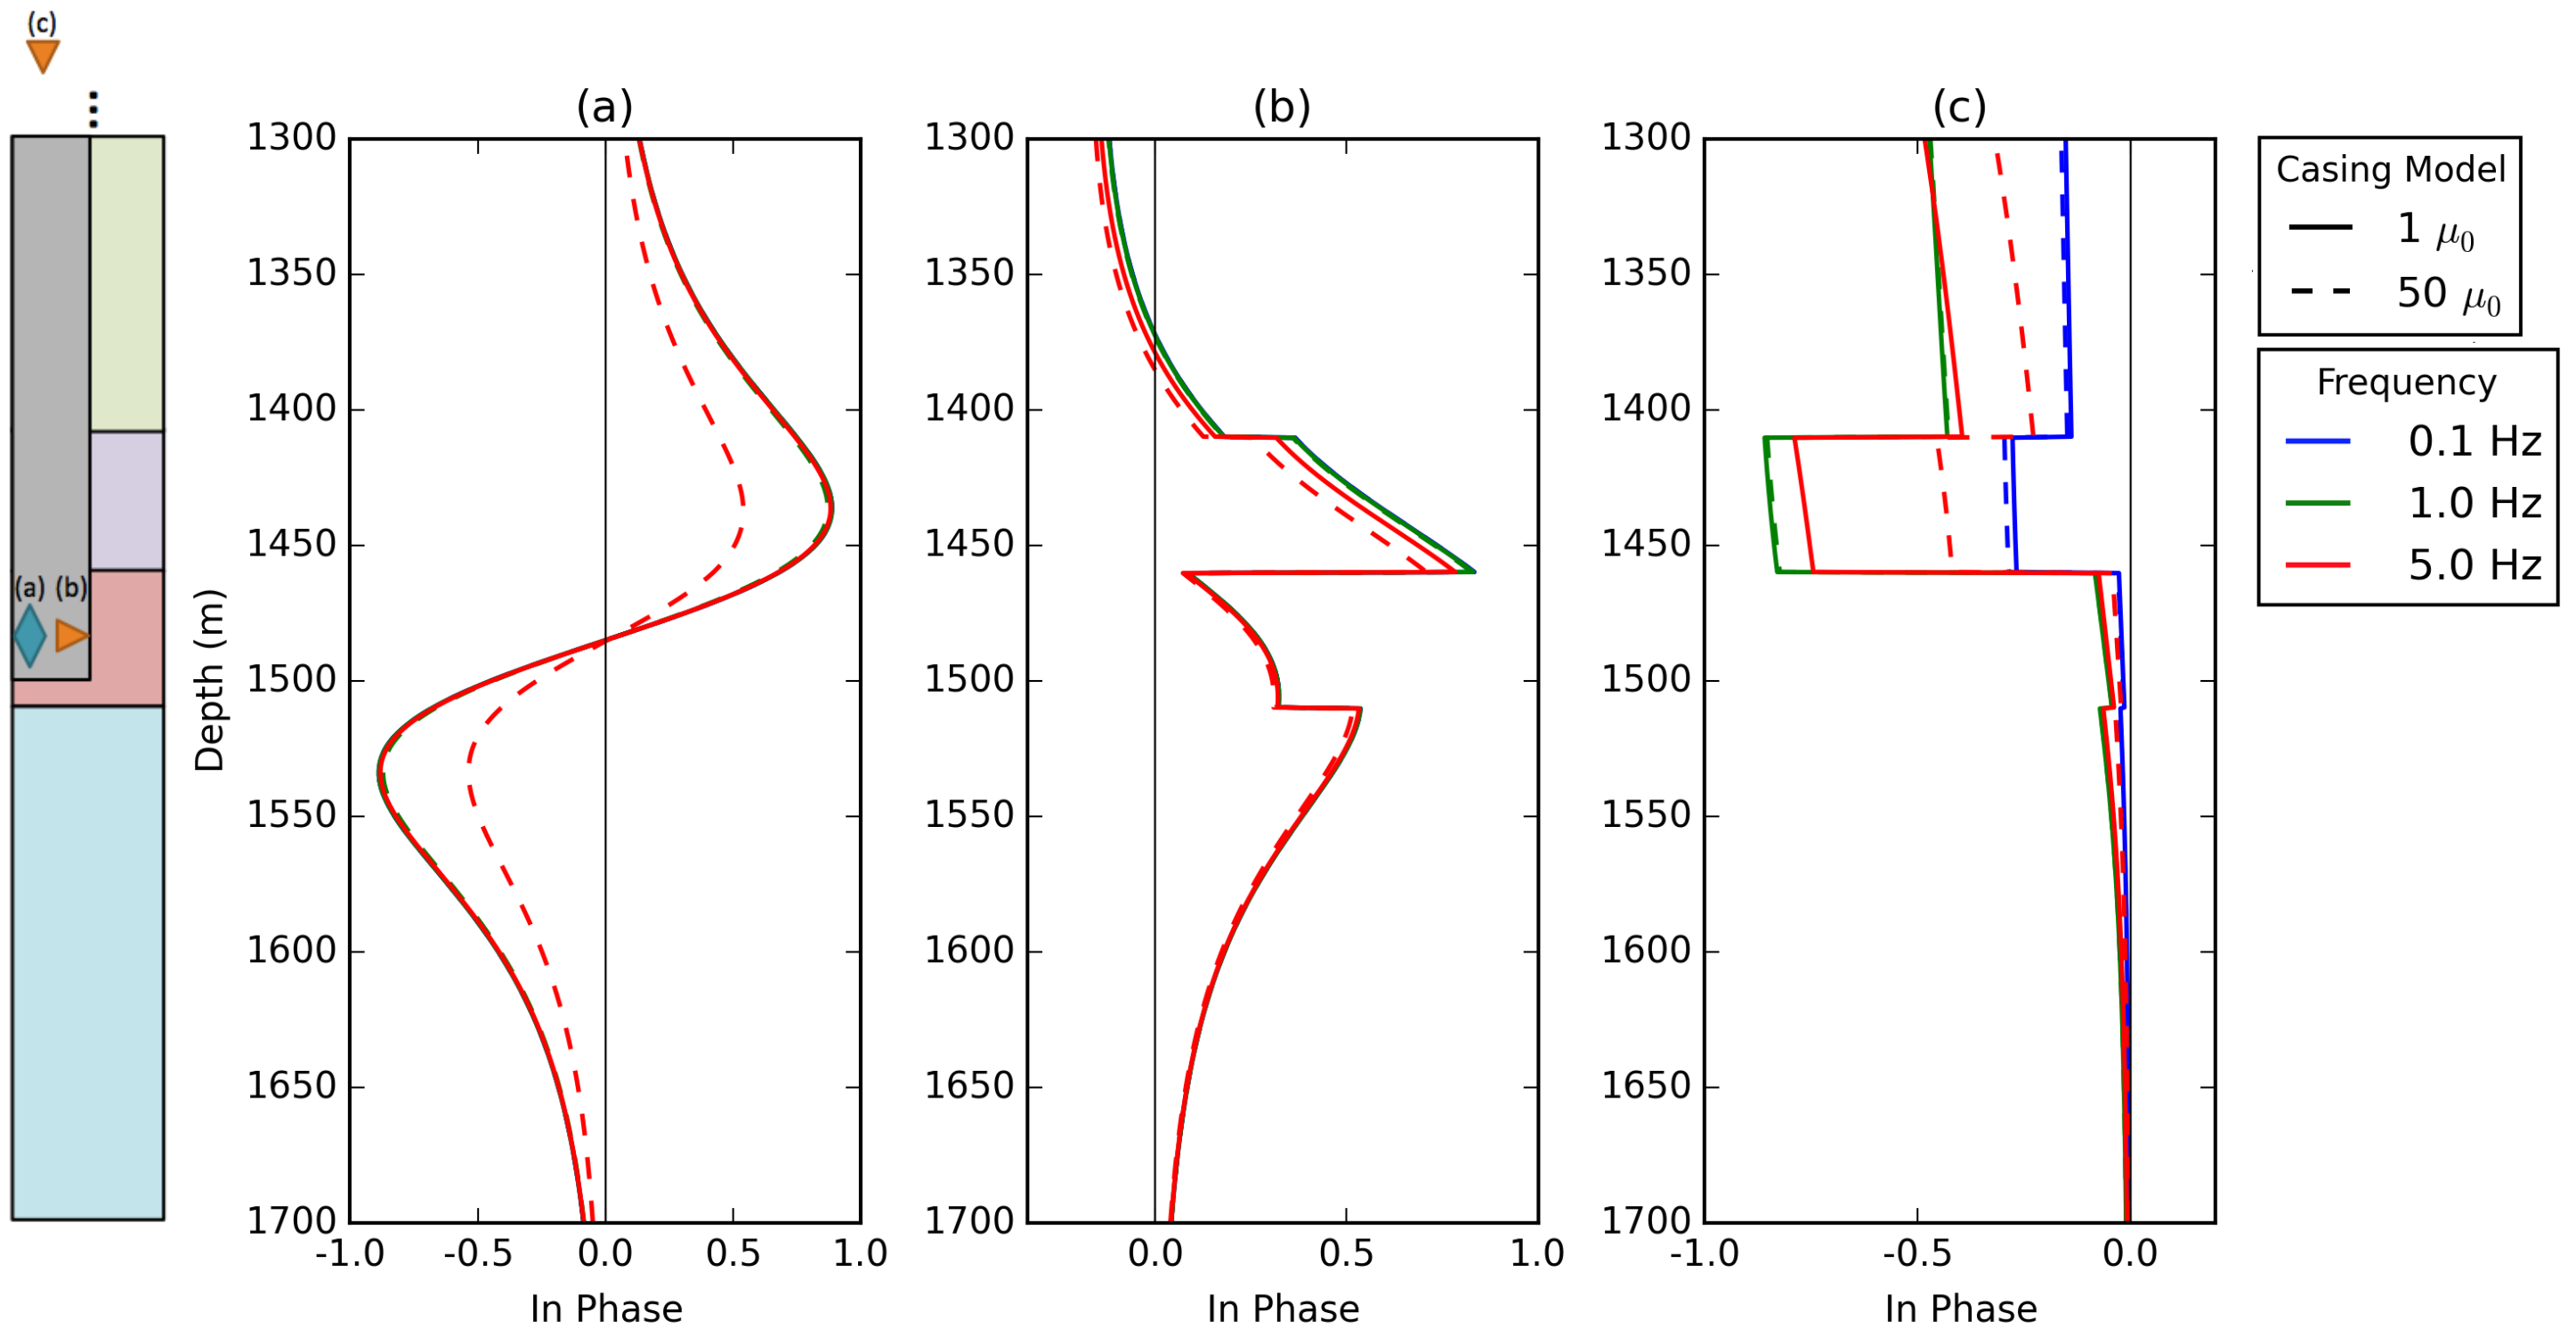 (c)
(a) (b)
(a)
1300
1350
1400
1450
1500
1550
1600
1650
1700
Depth (m)
-1.0 -0.5 0.0 0.5 1.0
In Phase
(b)
1300
1350
1400
1450
1500
1550
1600
1650
1700
0.0 0.5 1.0
In Phase
(c)
1300
1350
1400
1450
1500
1550
1600
1650
1700
-1.0 -0.5 0.0
In Phase
Casing Model
1 μ₀
50 μ₀
Frequency
0.1 Hz
1.0 Hz
5.0 Hz